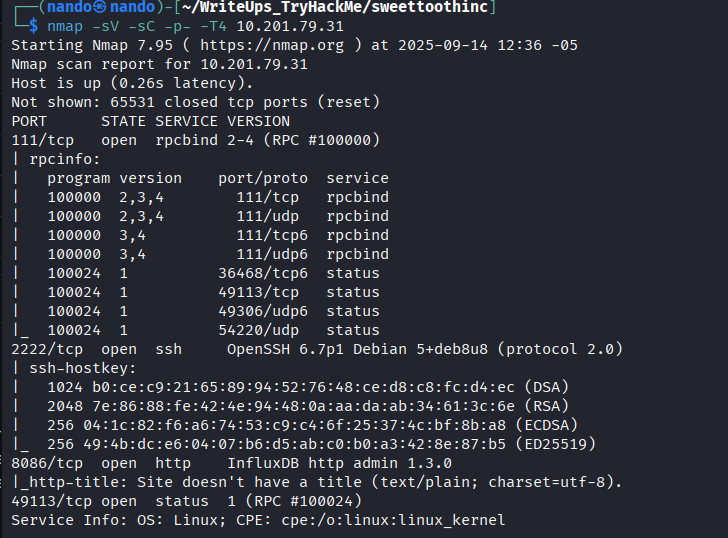 ┌──(nando㉿nando)-[~/WriteUps_TryHackMe/sweettoothinc]
└─$ nmap -sV -sC -p- -T4 10.201.79.31
Starting Nmap 7.95 ( https://nmap.org ) at 2025-09-14 12:36 -05
Nmap scan report for 10.201.79.31
Host is up (0.26s latency).
Not shown: 65531 closed tcp ports (reset)
PORT      STATE SERVICE VERSION
111/tcp   open  rpcbind 2-4 (RPC #100000)
| rpcinfo:
|   program version    port/proto  service
|   100000  2,3,4        111/tcp   rpcbind
|   100000  2,3,4        111/udp   rpcbind
|   100000  3,4          111/tcp6  rpcbind
|   100000  3,4          111/udp6  rpcbind
|   100024  1          36468/tcp6  status
|   100024  1          49113/tcp   status
|   100024  1          49306/udp6  status
|_  100024  1          54220/udp   status
2222/tcp  open  ssh     OpenSSH 6.7p1 Debian 5+deb8u8 (protocol 2.0)
| ssh-hostkey:
|   1024 b0:ce:c9:21:65:89:94:52:76:48:ce:d8:c8:fc:d4:ec (DSA)
|   2048 7e:86:88:fe:42:4e:94:48:0a:aa:da:ab:34:61:3c:6e (RSA)
|   256 04:1c:82:f6:a6:74:53:c9:c4:6f:25:37:4c:bf:8b:a8 (ECDSA)
|_  256 49:4b:dc:e6:04:07:b6:d5:ab:c0:b0:a3:42:8e:87:b5 (ED25519)
8086/tcp  open  http    InfluxDB http admin 1.3.0
|_http-title: Site doesn't have a title (text/plain; charset=utf-8).
49113/tcp open  status  1 (RPC #100024)
Service Info: OS: Linux; CPE: cpe:/o:linux:linux_kernel